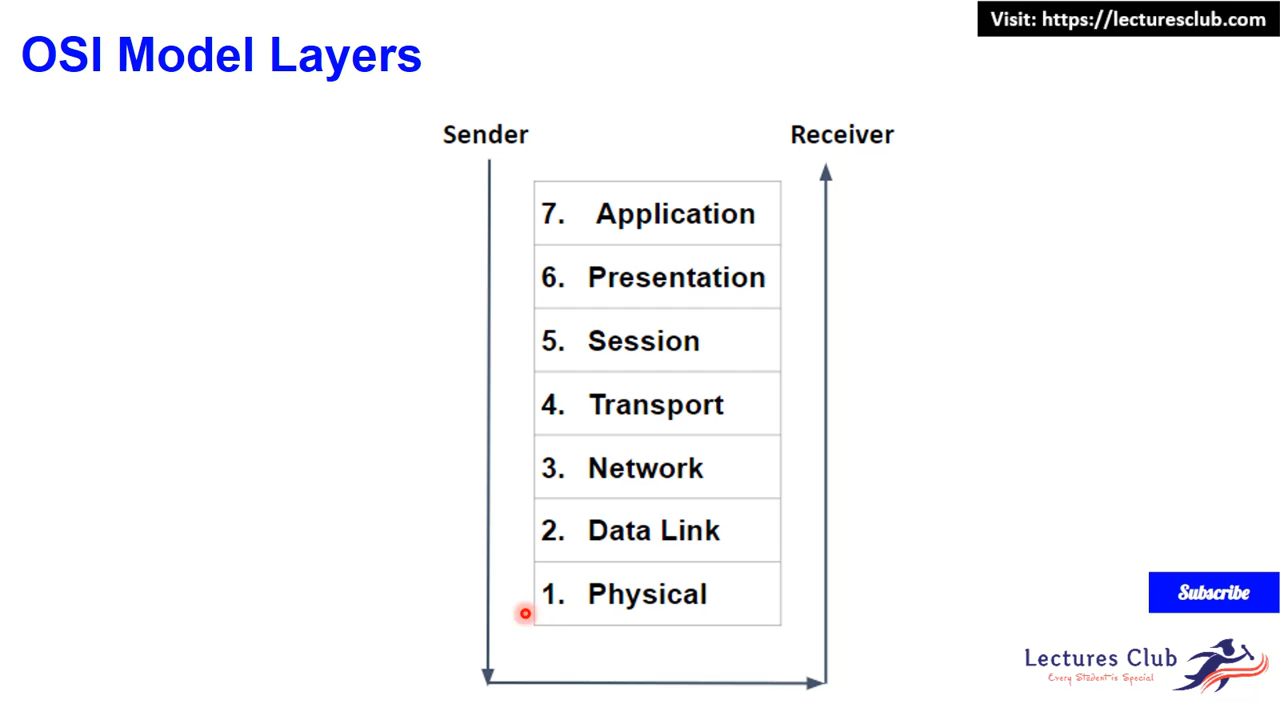 Visit: https://lecturesclub.com
OSI Model Layers
Sender
Receiver
7. Application
6. Presentation
5. Session
4. Transport
3. Network
2. Data Link
1. Physical
Subscribe
Lectures Club
Every Student is Special